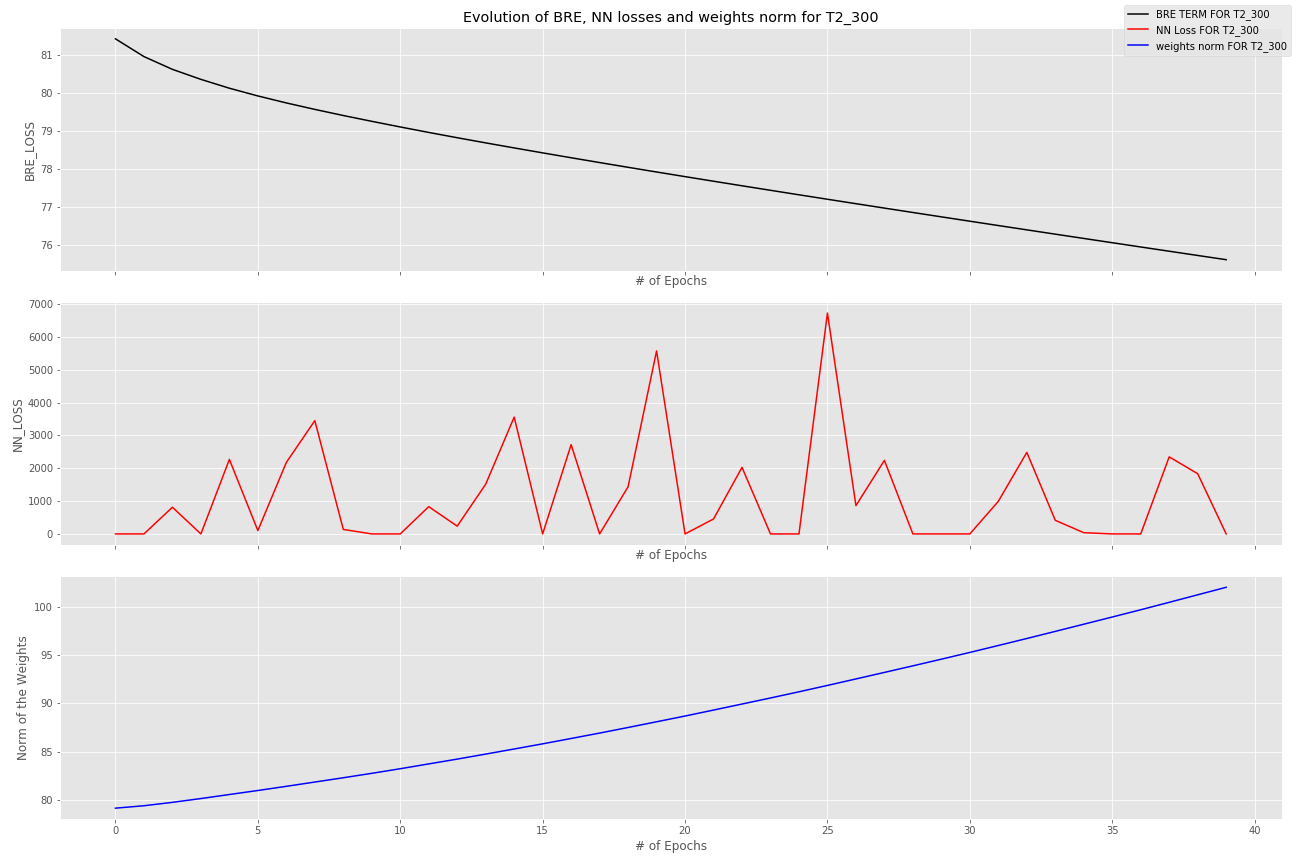 Evolution of BRE, NN losses and weights norm for T2_300
BRE TERM FOR T2_300
NN Loss FOR T2_300
weights norm FOR T2_300
BRE_LOSS
81
80
79
78
77
76
# of Epochs
NN_LOSS
7000
6000
5000
4000
3000
2000
1000
0
# of Epochs
Norm of the Weights
100
95
90
85
80
0 5 10 15 20 25 30 35 40
# of Epochs